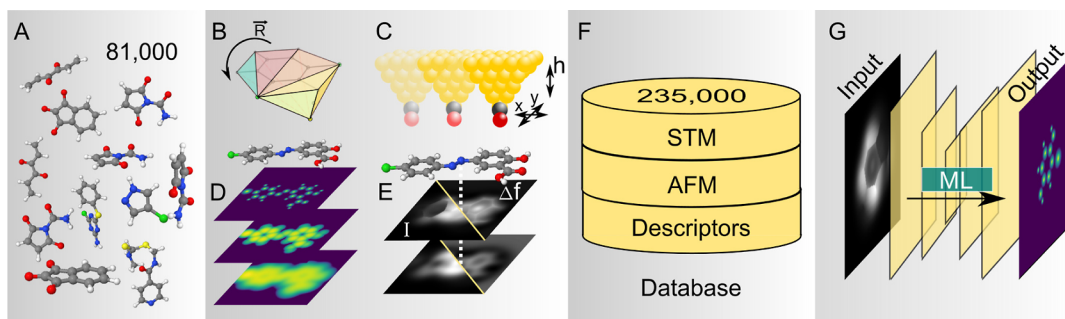 A
81,000
B
R
C
h
x
y
D
E
Δf
I
F
235,000
STM
AFM
Descriptors
Database
G
Input
Output
ML